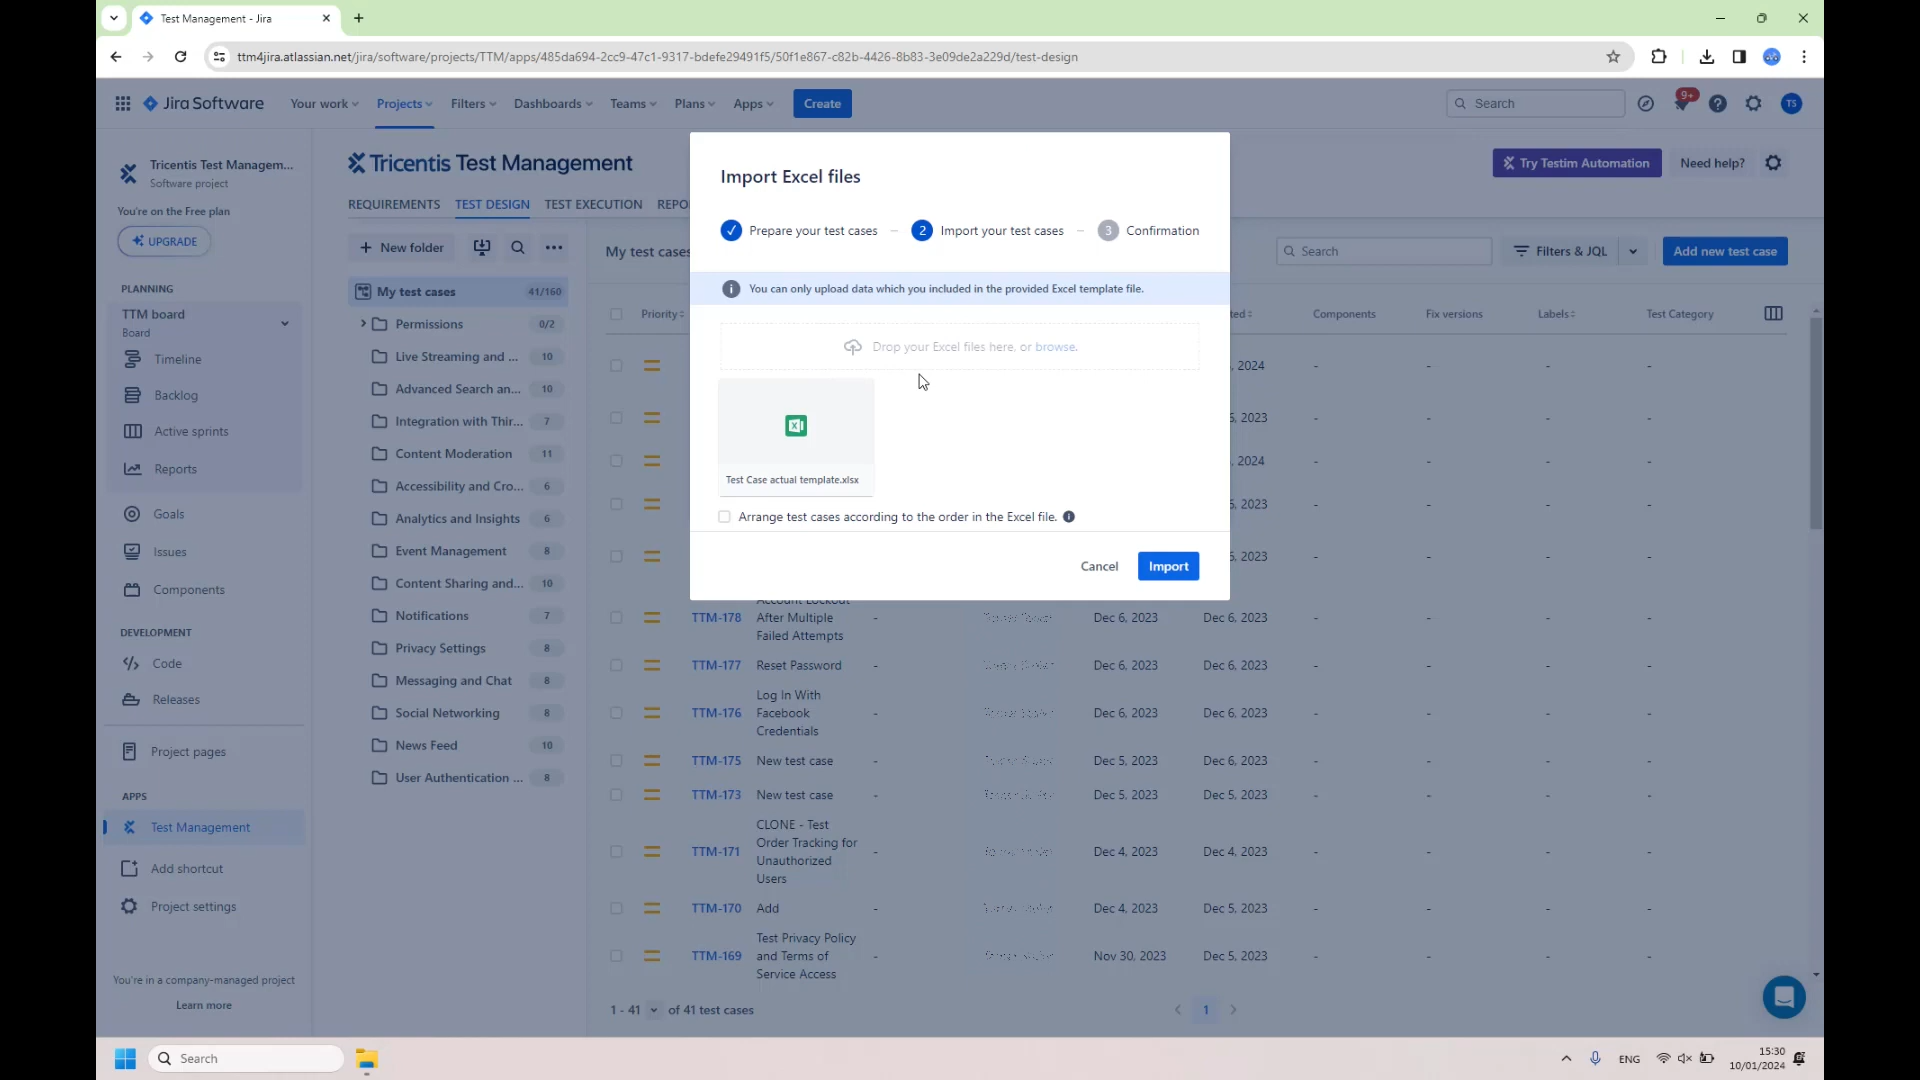 Test Management - Jira
ttm4jira.atlassian.net/jira/software/projects/TTM/apps/485da694-2cc9-47c1-9317-bdefe29491f5/50f1e867-c82b-4426-8b83-3e09de2a229d/test-design
Jira Software
Your work
Projects
Filters
Dashboards
Teams
Plans
Apps
Create
Search
9+
TS
Tricentis Test Managem...
Software project
You're on the Free plan
UPGRADE
PLANNING
TTM board
Board
Timeline
Backlog
Active sprints
Reports
Goals
Issues
Components
DEVELOPMENT
Code
Releases
Project pages
APPS
Test Management
Add shortcut
Project settings
You're in a company-managed project
Learn more
Tricentis Test Management
Try Testim Automation
Need help?
REQUIREMENTS
TEST DESIGN
TEST EXECUTION
REPO
New folder
My test cases 41/160
Permissions 0/2
Live Streaming and ... 10
Advanced Search an... 10
Integration with Thir... 7
Content Moderation 11
Accessibility and Cro... 6
Analytics and Insights 6
Event Management 8
Content Sharing and... 10
Notifications 7
Privacy Settings 8
Messaging and Chat 8
Social Networking 8
News Feed 10
User Authentication ... 8
My test cases
Search
Filters & JQL
Add new test case
Priority
ted
Components
Fix versions
Labels
Test Category
, 2024 - - - -
5, 2023 - - - -
, 2024 - - - -
5, 2023 - - - -
5, 2023 - - - -
Import Excel files
Prepare your test cases
2 Import your test cases
3 Confirmation
You can only upload data which you included in the provided Excel template file.
Drop your Excel files here, or browse.
Test Case actual template.xlsx
Arrange test cases according to the order in the Excel file.
Cancel
Import
Account Lockout
TTM-178 After Multiple - Dec 6, 2023 Dec 6, 2023 - - - -
Failed Attempts
TTM-177 Reset Password - Dec 6, 2023 Dec 6, 2023 - - - -
Log In With
TTM-176 Facebook - Dec 6, 2023 Dec 6, 2023 - - - -
Credentials
TTM-175 New test case - Dec 5, 2023 Dec 6, 2023 - - - -
TTM-173 New test case - Dec 5, 2023 Dec 5, 2023 - - - -
CLONE - Test
Order Tracking for
TTM-171 Unauthorized - Dec 4, 2023 Dec 4, 2023 - - - -
Users
TTM-170 Add - Dec 4, 2023 Dec 5, 2023 - - - -
Test Privacy Policy
TTM-169 and Terms of - Nov 30, 2023 Dec 5, 2023 - - - -
Service Access
1 - 41 of 41 test cases
1
Search
ENG
15:30
10/01/2024